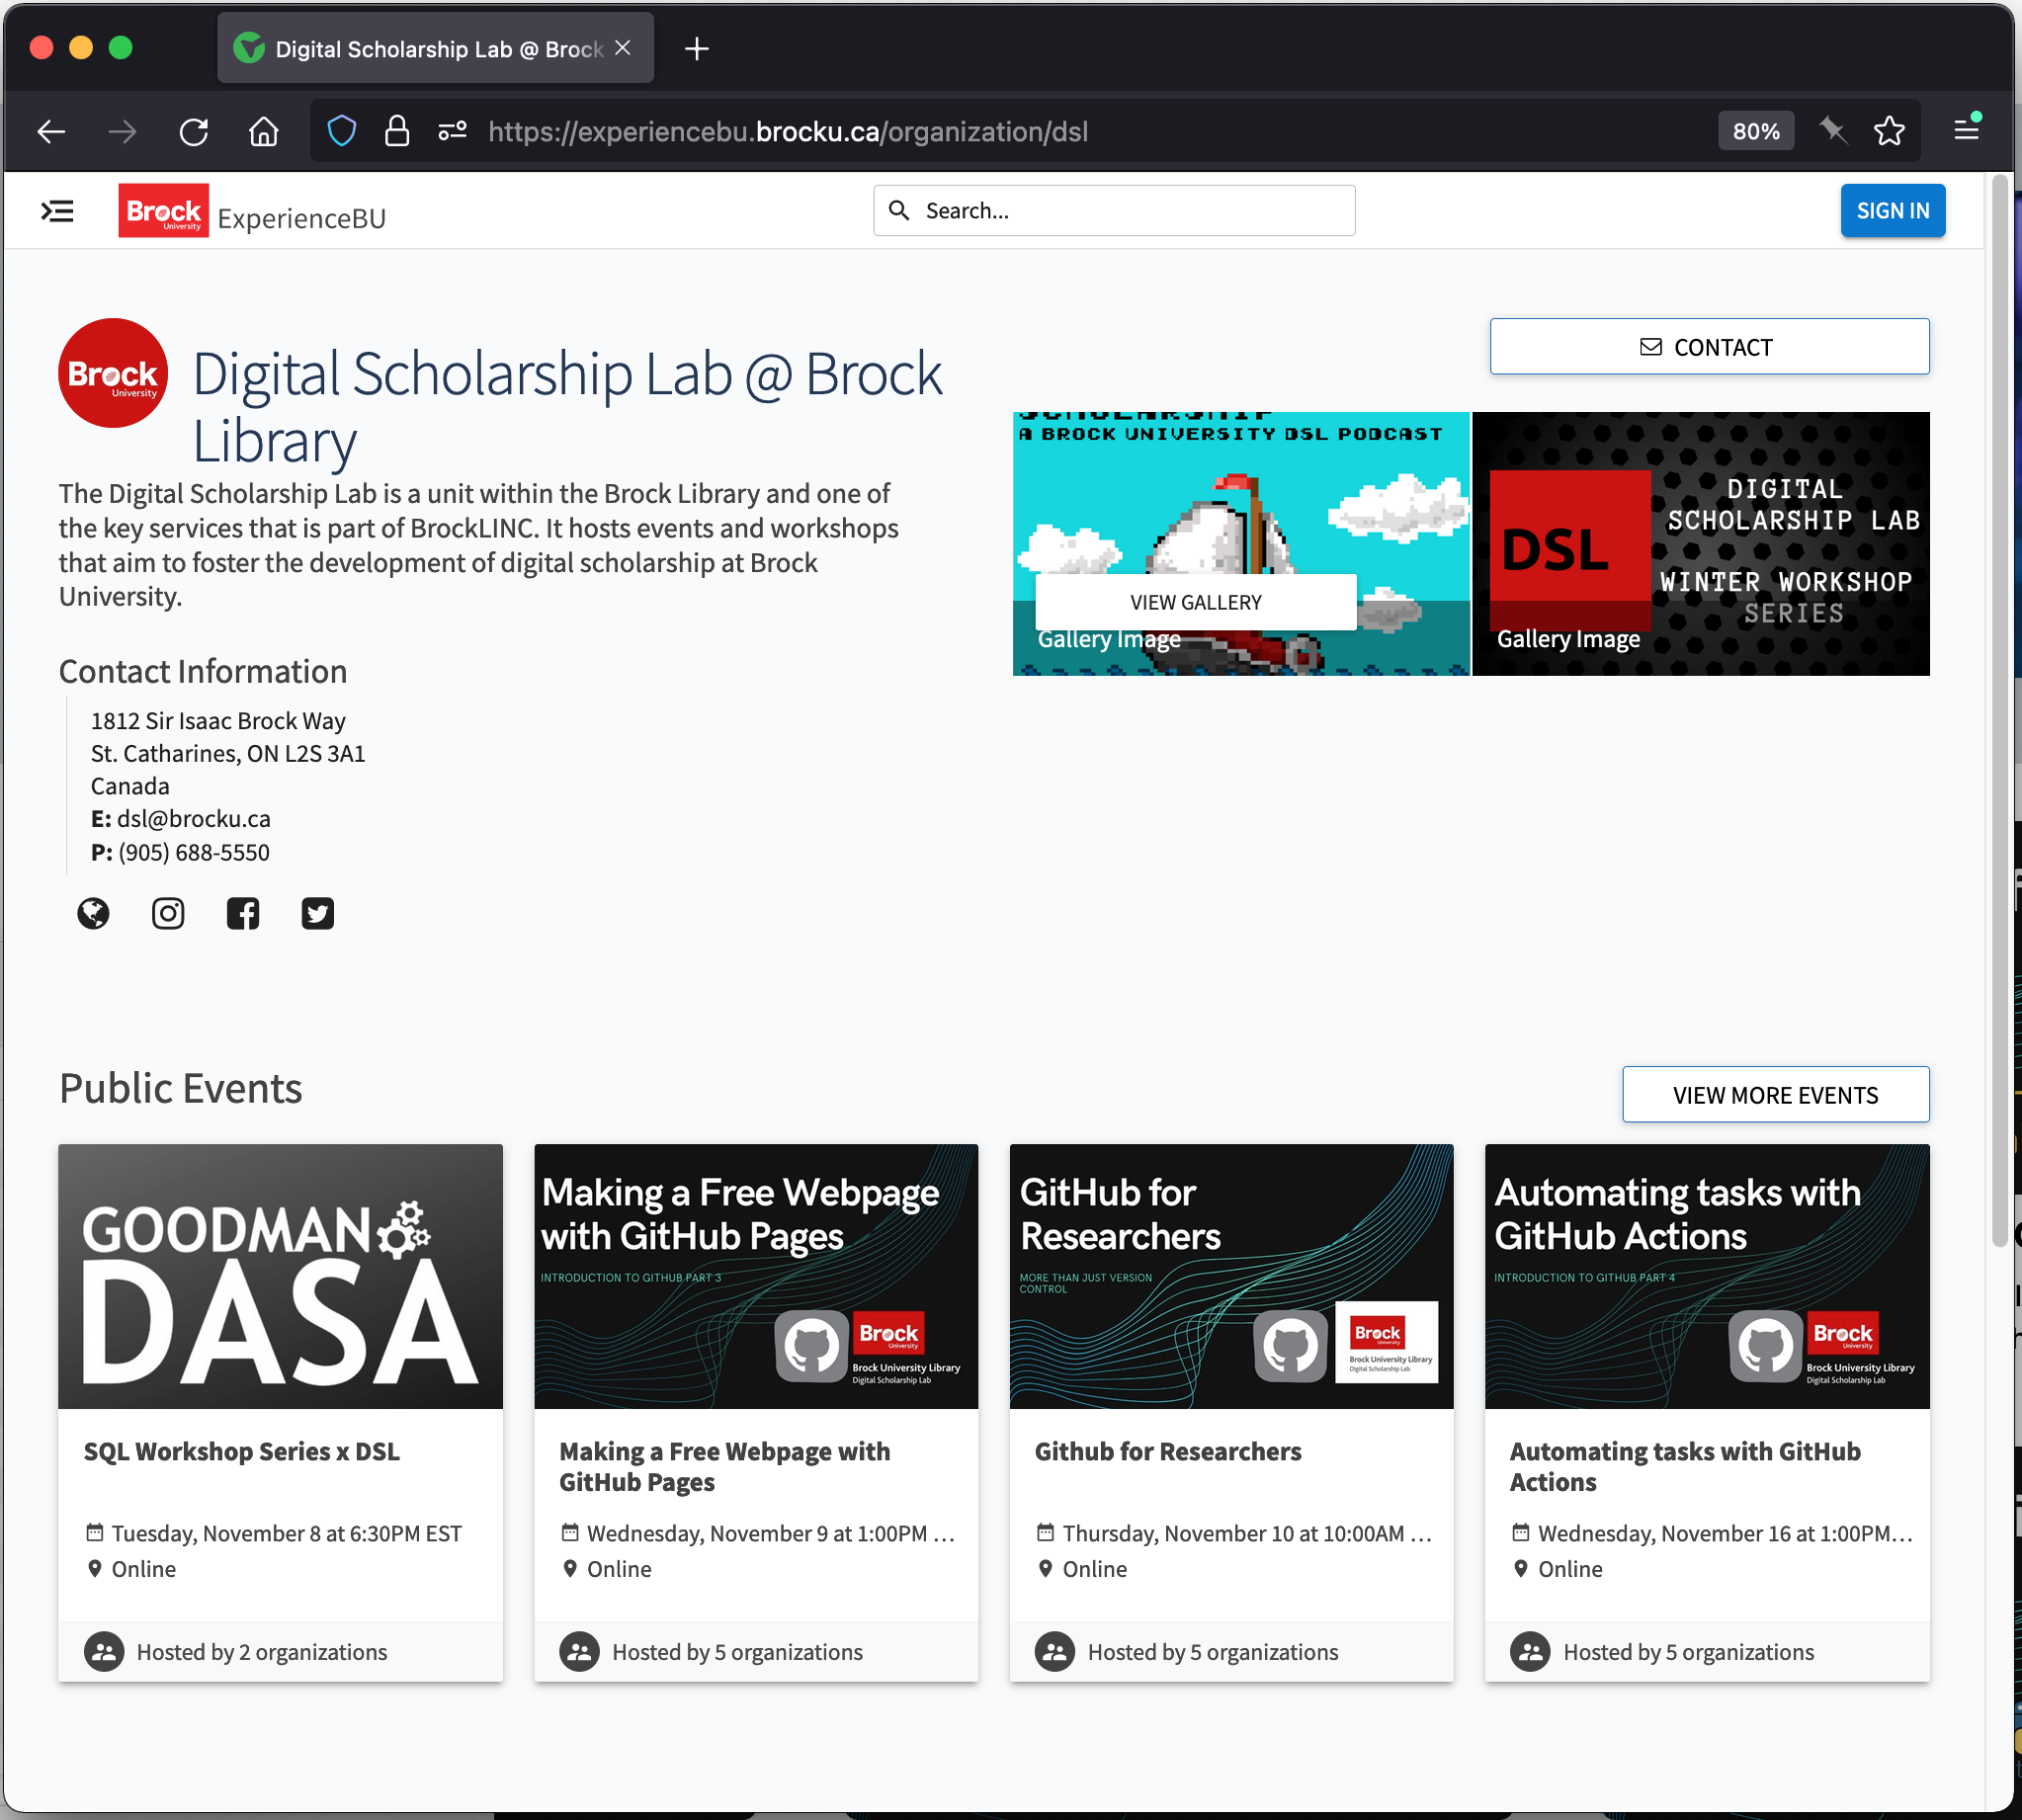 Digital Scholarship Lab @ Brock
https://experiencebu.brocku.ca/organization/dsl
80%
Brock
University
ExperienceBU
Search...
SIGN IN
Brock
University
Digital Scholarship Lab @ Brock
Library
The Digital Scholarship Lab is a unit within the Brock Library and one of
the key services that is part of BrockLINC. It hosts events and workshops
that aim to foster the development of digital scholarship at Brock
University.
Contact Information
1812 Sir Isaac Brock Way
St. Catharines, ON L2S 3A1
Canada
E: dsl@brocku.ca
P: (905) 688-5550
CONTACT
SCHOLARSHIP
A BROCK UNIVERSITY DSL PODCAST
VIEW GALLERY
Gallery Image
DSL
DIGITAL
SCHOLARSHIP LAB
WINTER WORKSHOP
SERIES
Gallery Image
Public Events
VIEW MORE EVENTS
GOODMAN
DASA
SQL Workshop Series x DSL
Tuesday, November 8 at 6:30PM EST
Online
Hosted by 2 organizations
Making a Free Webpage
with GitHub Pages
INTRODUCTION TO GITHUB PART 3
Brock
University
Brock University Library
Digital Scholarship Lab
Making a Free Webpage with
GitHub Pages
Wednesday, November 9 at 1:00PM ...
Online
Hosted by 5 organizations
GitHub for
Researchers
MORE THAN JUST VERSION
CONTROL
Brock
University
Brock University Library
Digital Scholarship Lab
Github for Researchers
Thursday, November 10 at 10:00AM ...
Online
Hosted by 5 organizations
Automating tasks with
GitHub Actions
INTRODUCTION TO GITHUB PART 4
Brock
University
Brock University Library
Digital Scholarship Lab
Automating tasks with GitHub
Actions
Wednesday, November 16 at 1:00PM...
Online
Hosted by 5 organizations